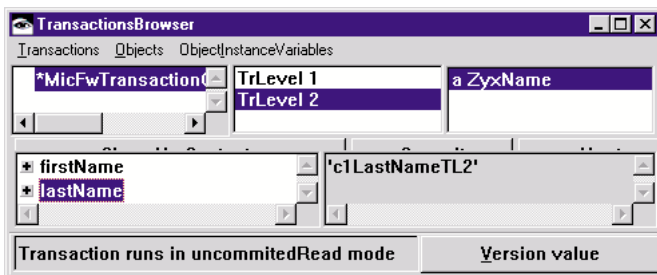 TransactionsBrowser
Transactions Objects ObjectInstanceVariables
*MicFwTransaction
TrLevel 1
TrLevel 2
a ZyxName
firstName
lastName
'c1LastNameTL2'
Transaction runs in uncommitedRead mode
Version value